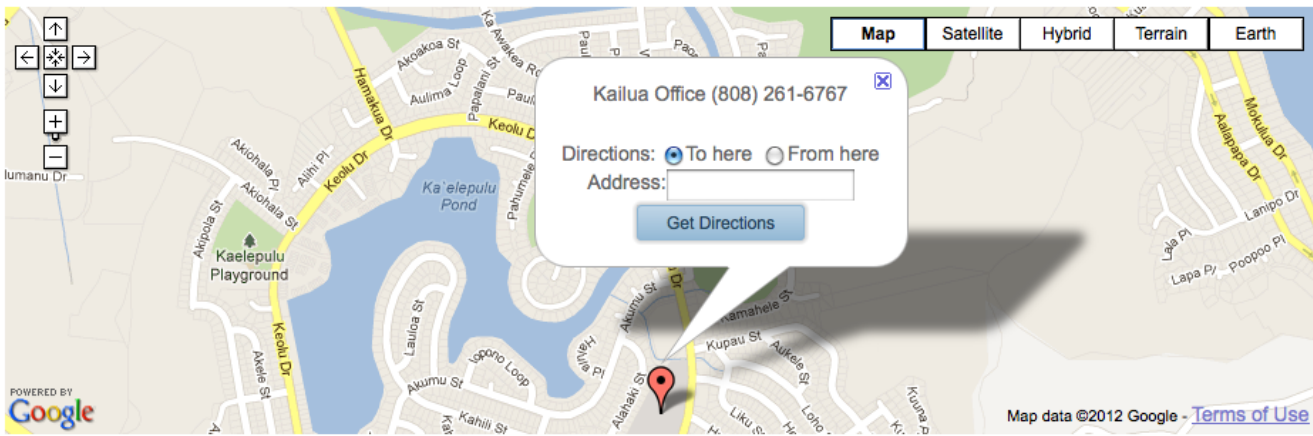 Map
Satellite
Hybrid
Terrain
Earth
Kailua Office (808) 261-6767
Directions: To here From here
Address:
Get Directions
Akoakoa St
Aulima Loop
Papalani St
Hamakua Dr
Keolu Dr
Akiohala Pl
Alihi Pl
Akiohala St
Akipola St
Ka'elepulu
Pond
Kaelepulu
Playground
Keolu Dr
Akele St
Lauloa St
Akumu St
Akumu St
Kahili St
Alahaki St
Kamahele St
Kupau St
Aukele St
Liku St
Mokulua Dr
Aalapapa Dr
Lanipo Dr
Lala Pl
Lapa Pl
Poopoo Pl
POWERED BY
Google
Map data ©2012 Google - Terms of Use